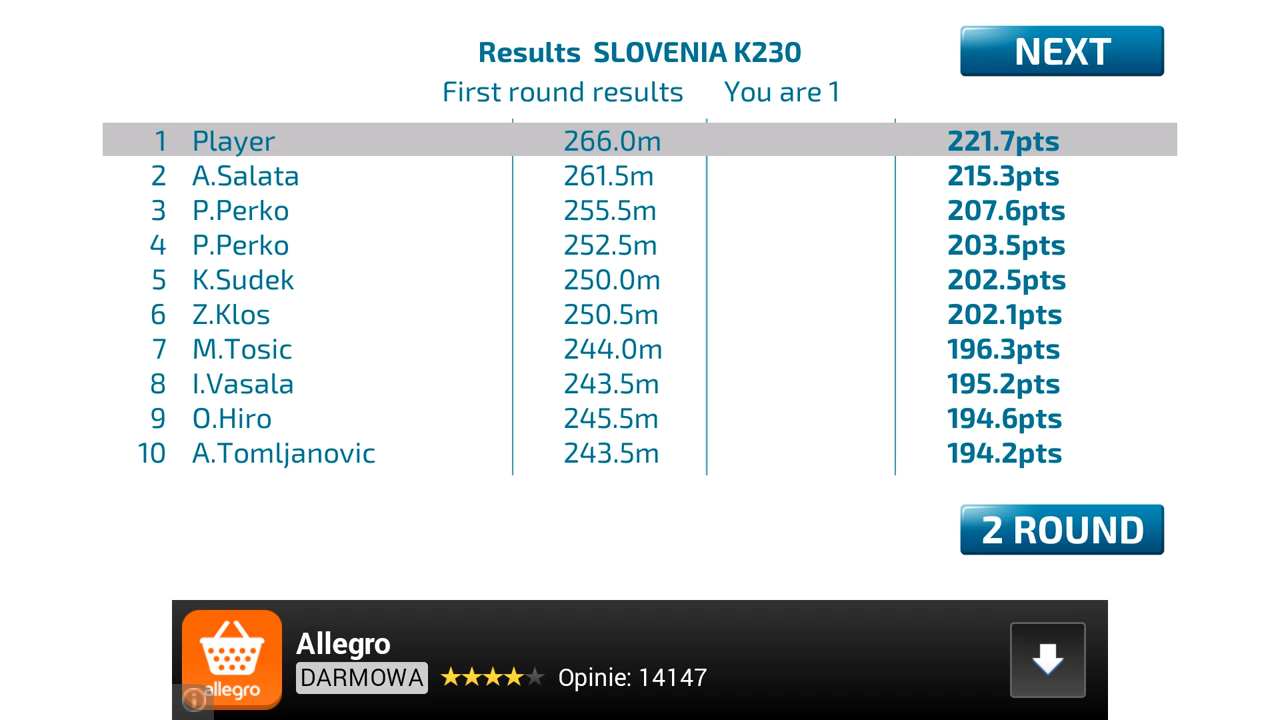 Results SLOVENIA K230
NEXT
First round results You are 1
1 Player 266.0m 221.7pts
2 A.Salata 261.5m 215.3pts
3 P.Perko 255.5m 207.6pts
4 P.Perko 252.5m 203.5pts
5 K.Sudek 250.0m 202.5pts
6 Z.Klos 250.5m 202.1pts
7 M.Tosic 244.0m 196.3pts
8 I.Vasala 243.5m 195.2pts
9 O.Hiro 245.5m 194.6pts
10 A.Tomljanovic 243.5m 194.2pts
2 ROUND
Allegro
DARMOWA Opinie: 14147
allegro